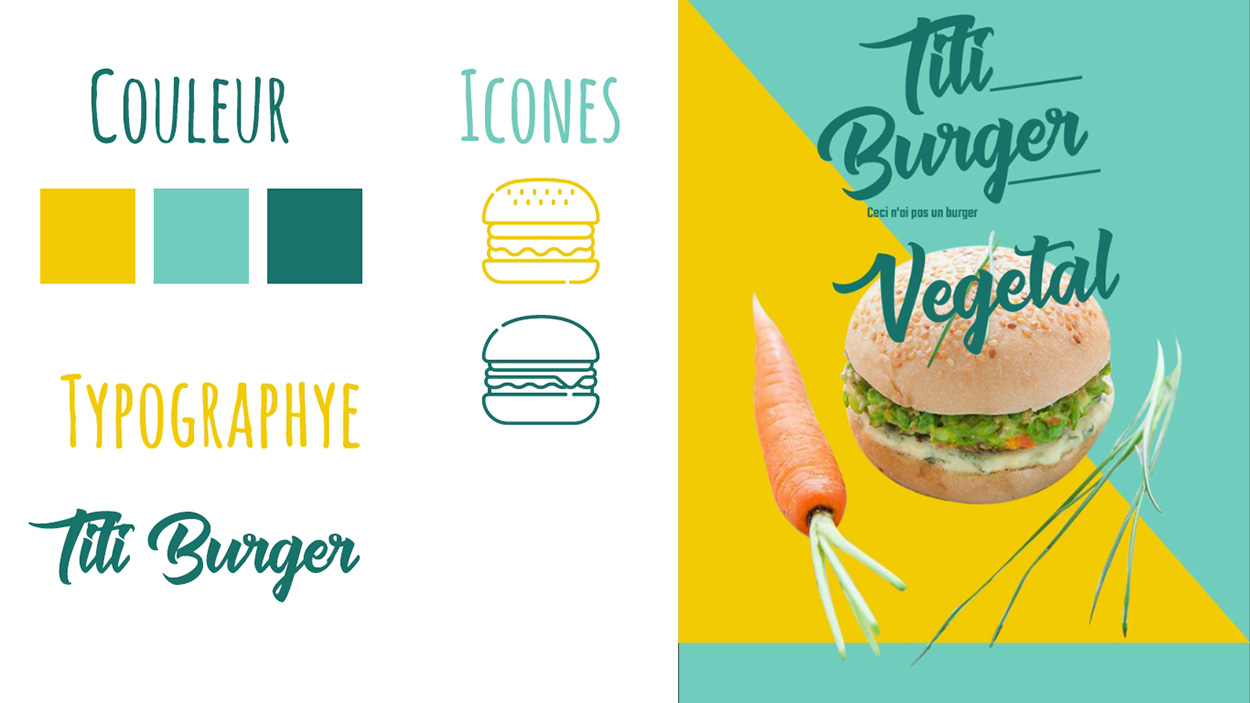 COULEUR
ICONES
TYPOGRAPHYE
Titi Burger
Titi
Burger
Ceci n'ai pas un burger
Vegetal